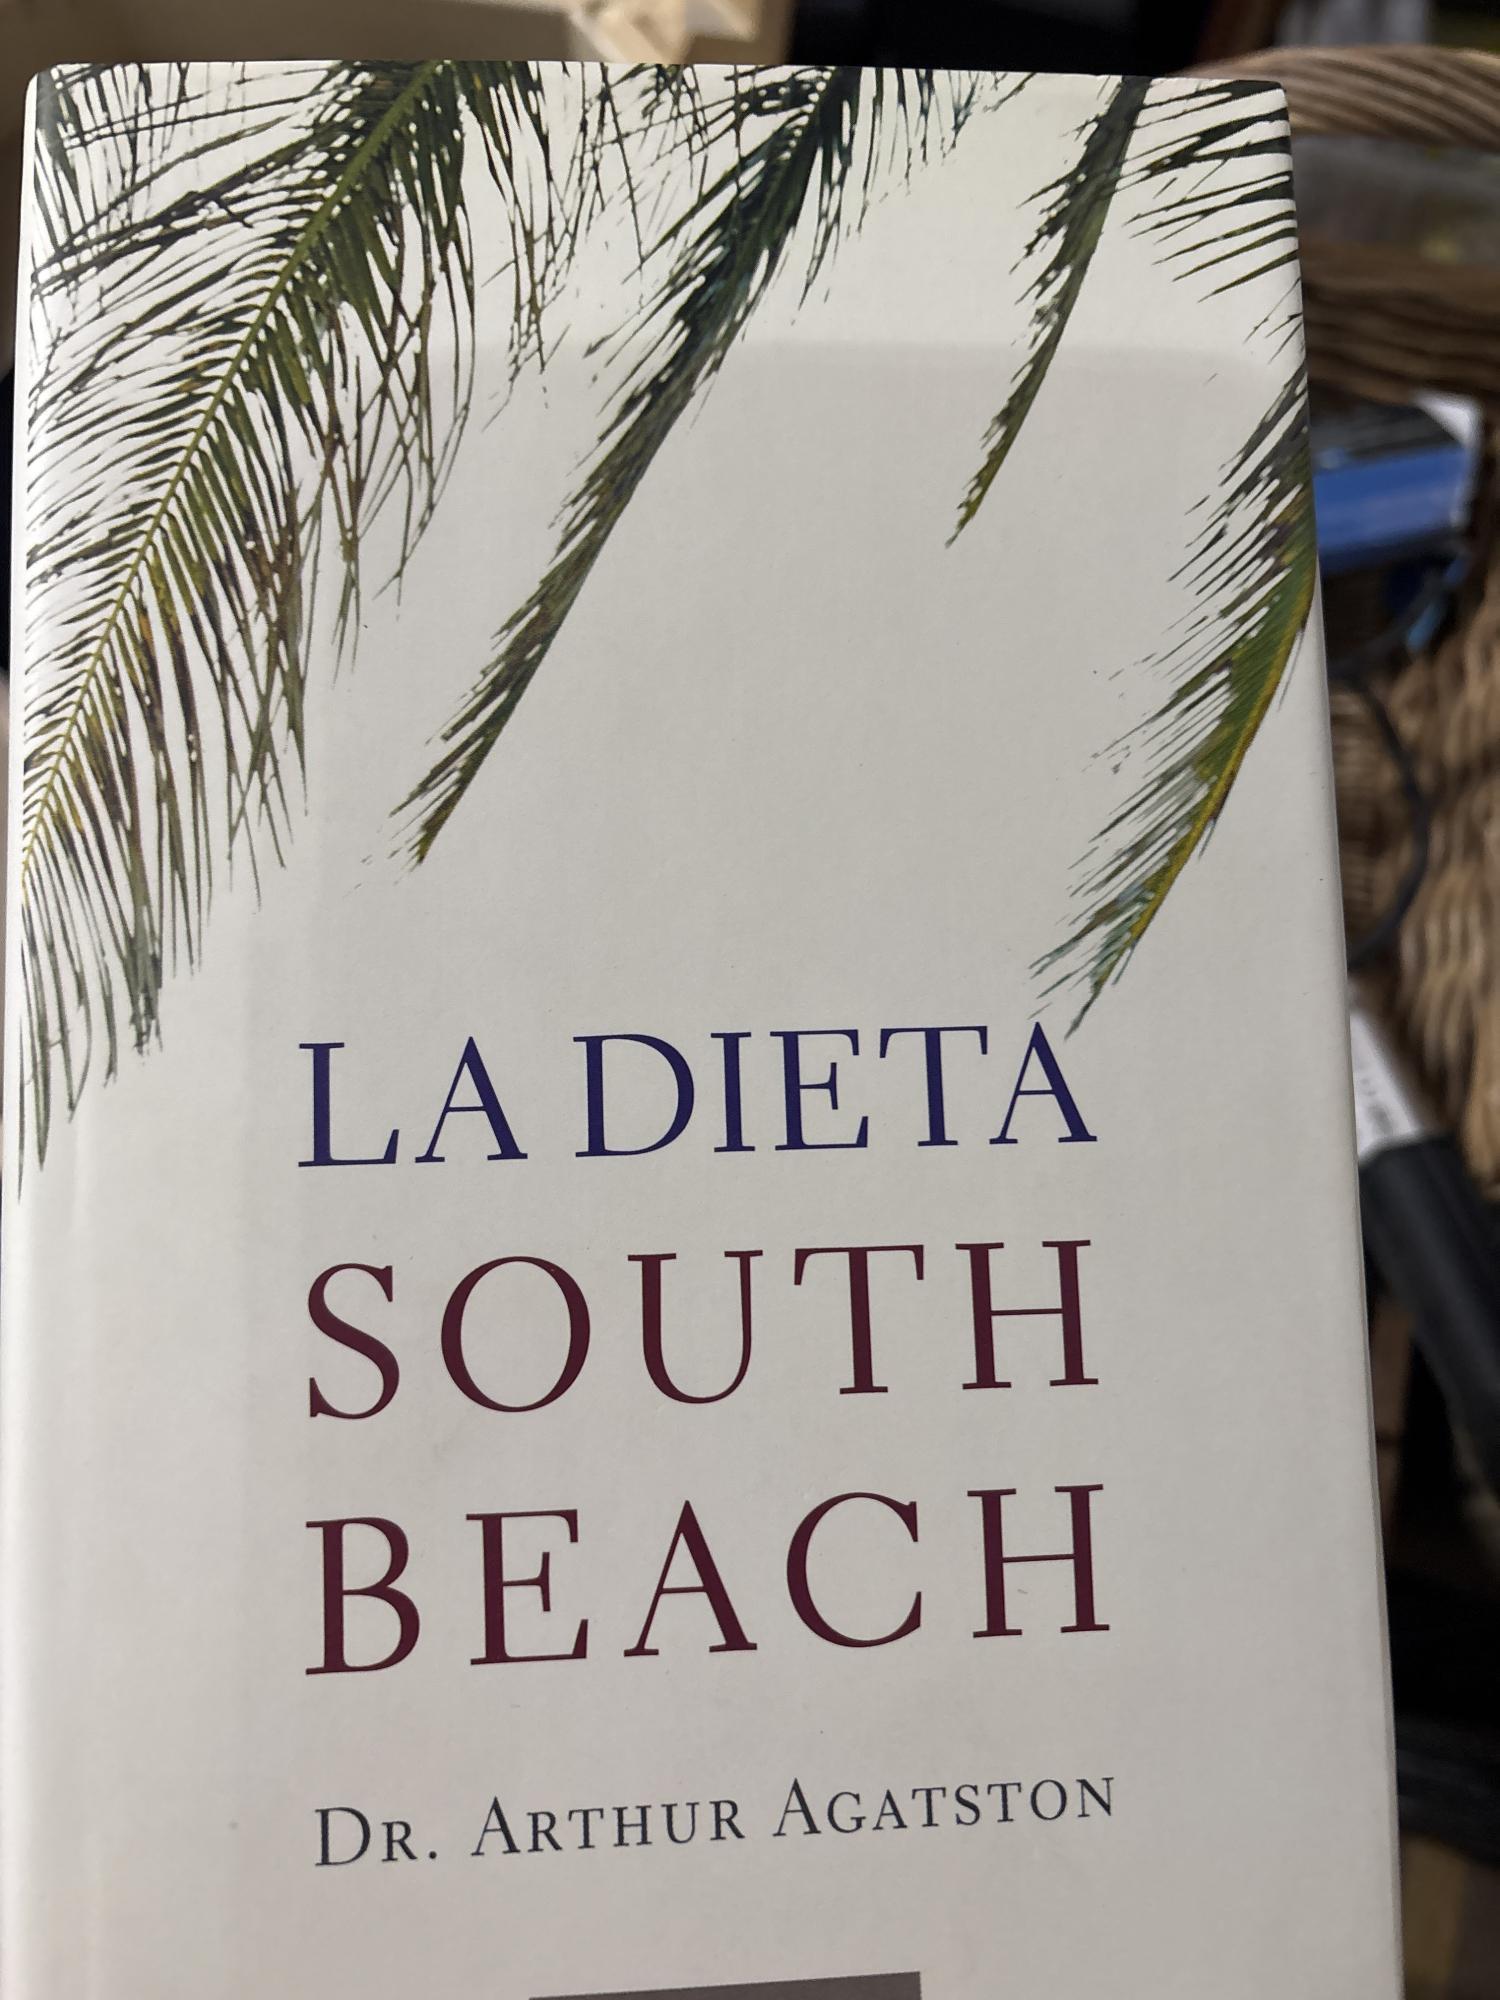 LA DIETA
SOUTH
BEACH
DR. ARTHUR AGATSTON